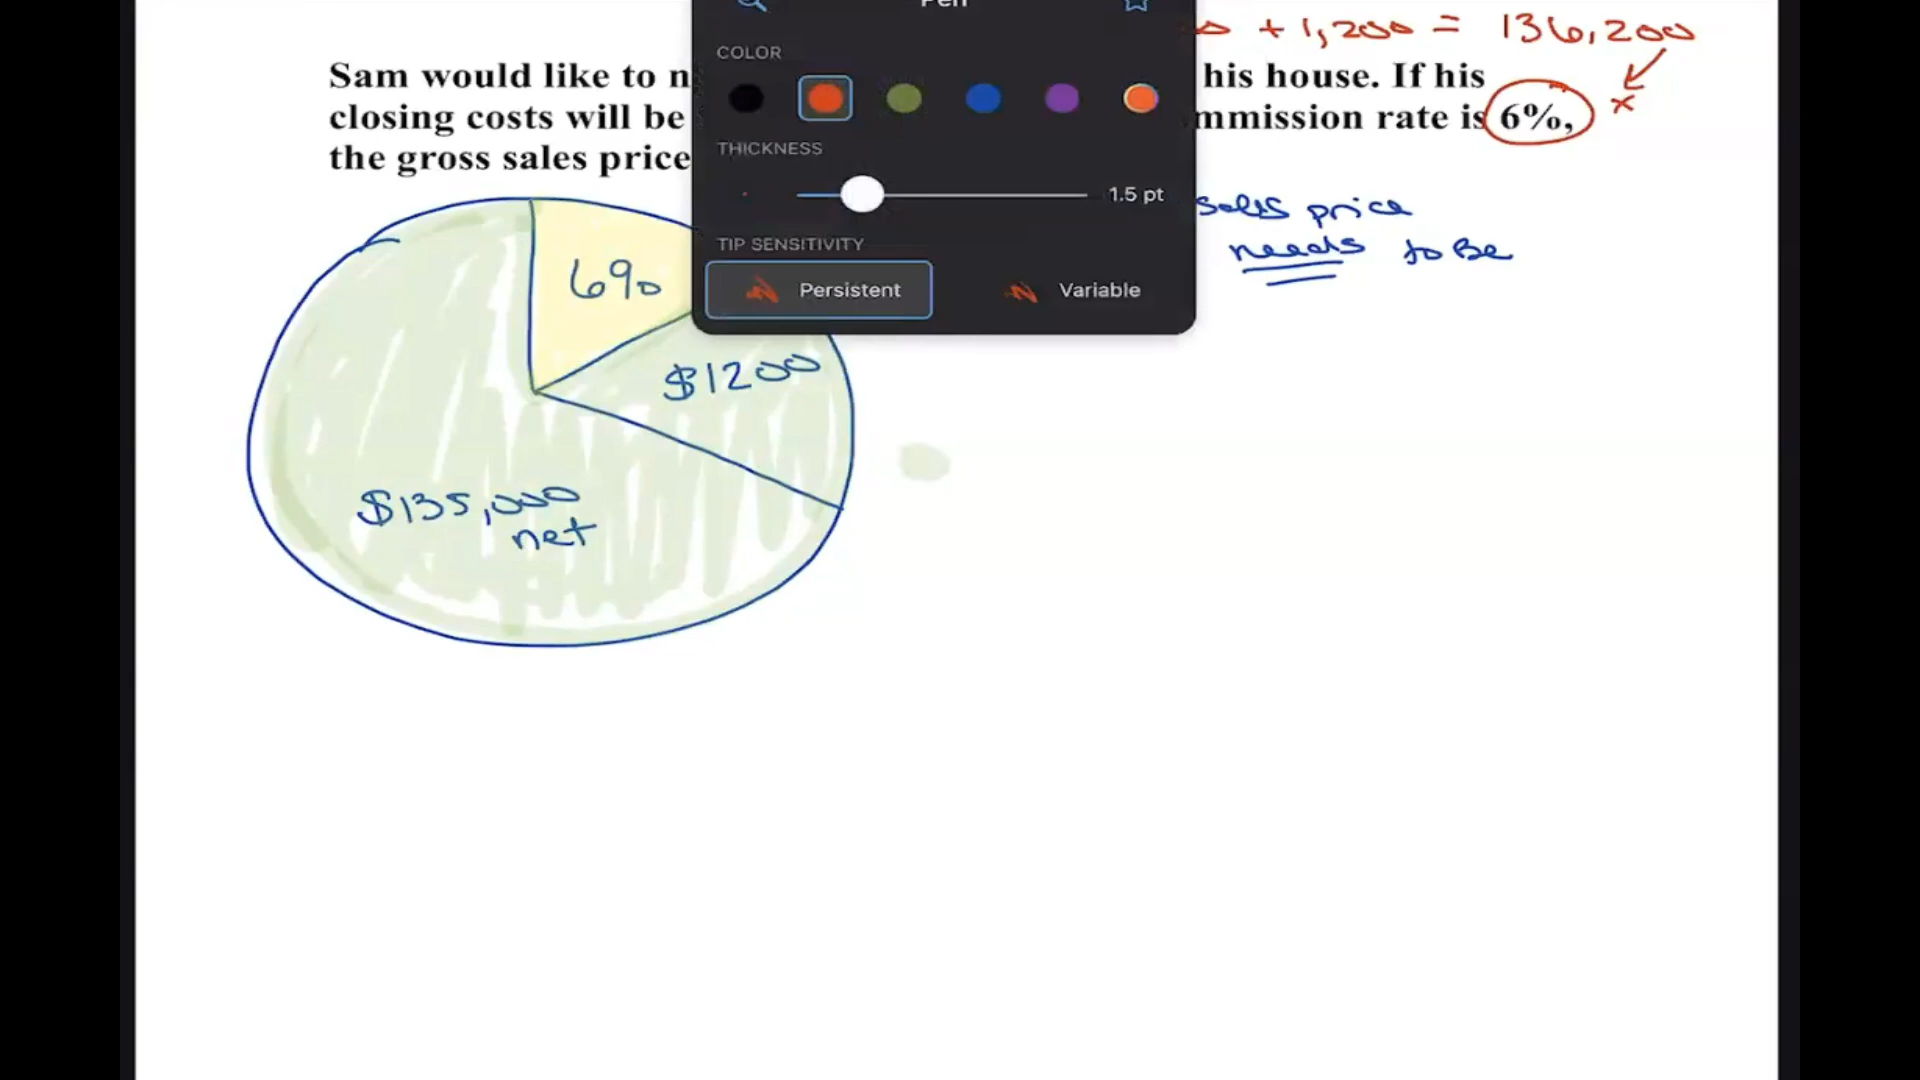 Pen
+ 1,200 = 136,200
COLOR
Sam would like to n his house. If his
x
closing costs will be mmission rate is 6%,
THICKNESS
the gross sales price
1.5 pt
sales price
TIP SENSITIVITY
needs to Be
6%
Persistent Variable
$1200
$135,000
net